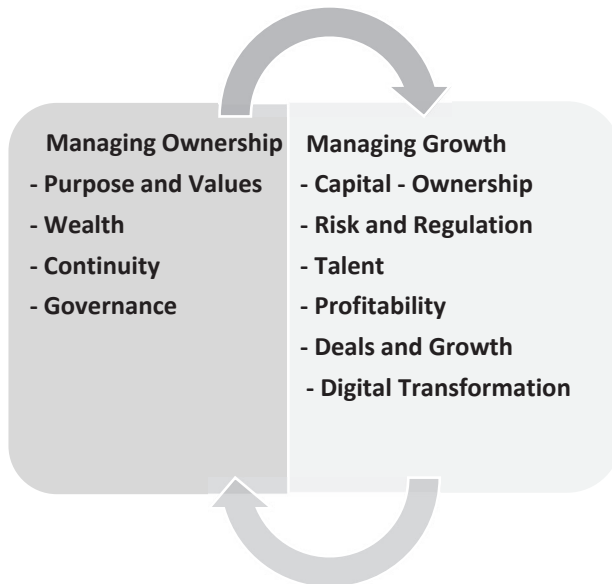 Managing Ownership
- Purpose and Values
- Wealth
- Continuity
- Governance
Managing Growth
- Capital - Ownership
- Risk and Regulation
- Talent
- Profitability
- Deals and Growth
- Digital Transformation